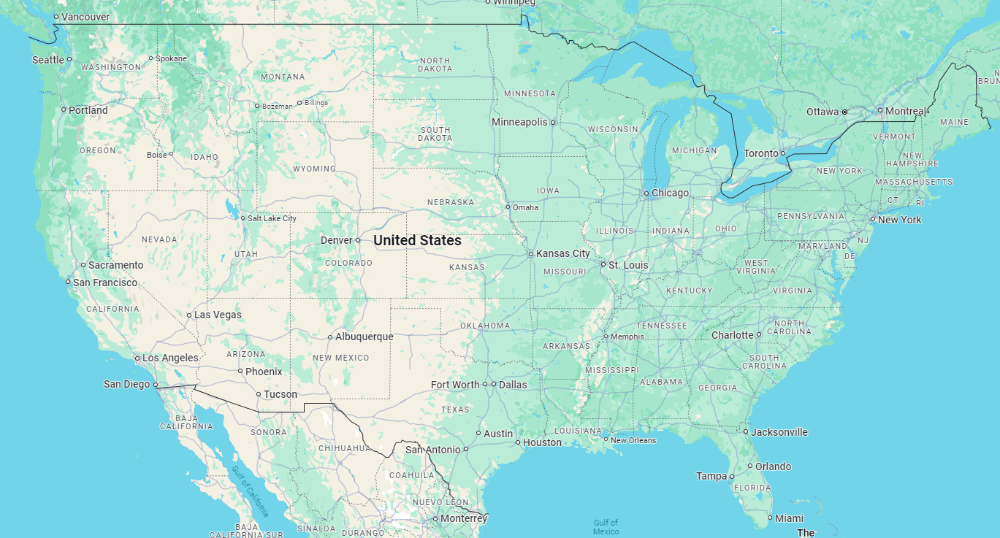 Winnipeg
Vancouver
Seattle
Spokane
WASHINGTON
MONTANA
NORTH
DAKOTA
MINNESOTA
Bozeman
Billings
Portland
Minneapolis
Ottawa
Montreal
MAINE
OREGON
Boise
IDAHO
SOUTH
DAKOTA
WISCONSIN
MICHIGAN
Toronto
VERMONT
NEW
HAMPSHIRE
WYOMING
NEW YORK
MASSACHUSETTS
IOWA
Chicago
CT
RI
NEBRASKA
Omaha
Salt Lake City
PENNSYLVANIA
New York
NEVADA
Denver
United States
ILLINOIS
INDIANA
OHIO
NJ
MARYLAND
DE
UTAH
COLORADO
KANSAS
Kansas City
MISSOURI
St. Louis
WEST
VIRGINIA
Sacramento
San Francisco
KENTUCKY
VIRGINIA
CALIFORNIA
Las Vegas
OKLAHOMA
TENNESSEE
NORTH
CAROLINA
Albuquerque
Memphis
Charlotte
ARKANSAS
Los Angeles
ARIZONA
NEW MEXICO
SOUTH
CAROLINA
Phoenix
MISSISSIPPI
San Diego
Fort Worth
Dallas
ALABAMA
GEORGIA
Tucson
TEXAS
BAJA
CALIFORNIA
SONORA
Austin
LOUISIANA
Jacksonville
Houston
New Orleans
CHIHUAHUA
San Antonio
Orlando
Tampa
COAHUILA
FLORIDA
Gulf of California
NUEVO LEON
Monterrey
Miami
BAJA
CALIFORNIA SUR
SINALOA
DURANGO
Gulf of
Mexico
The